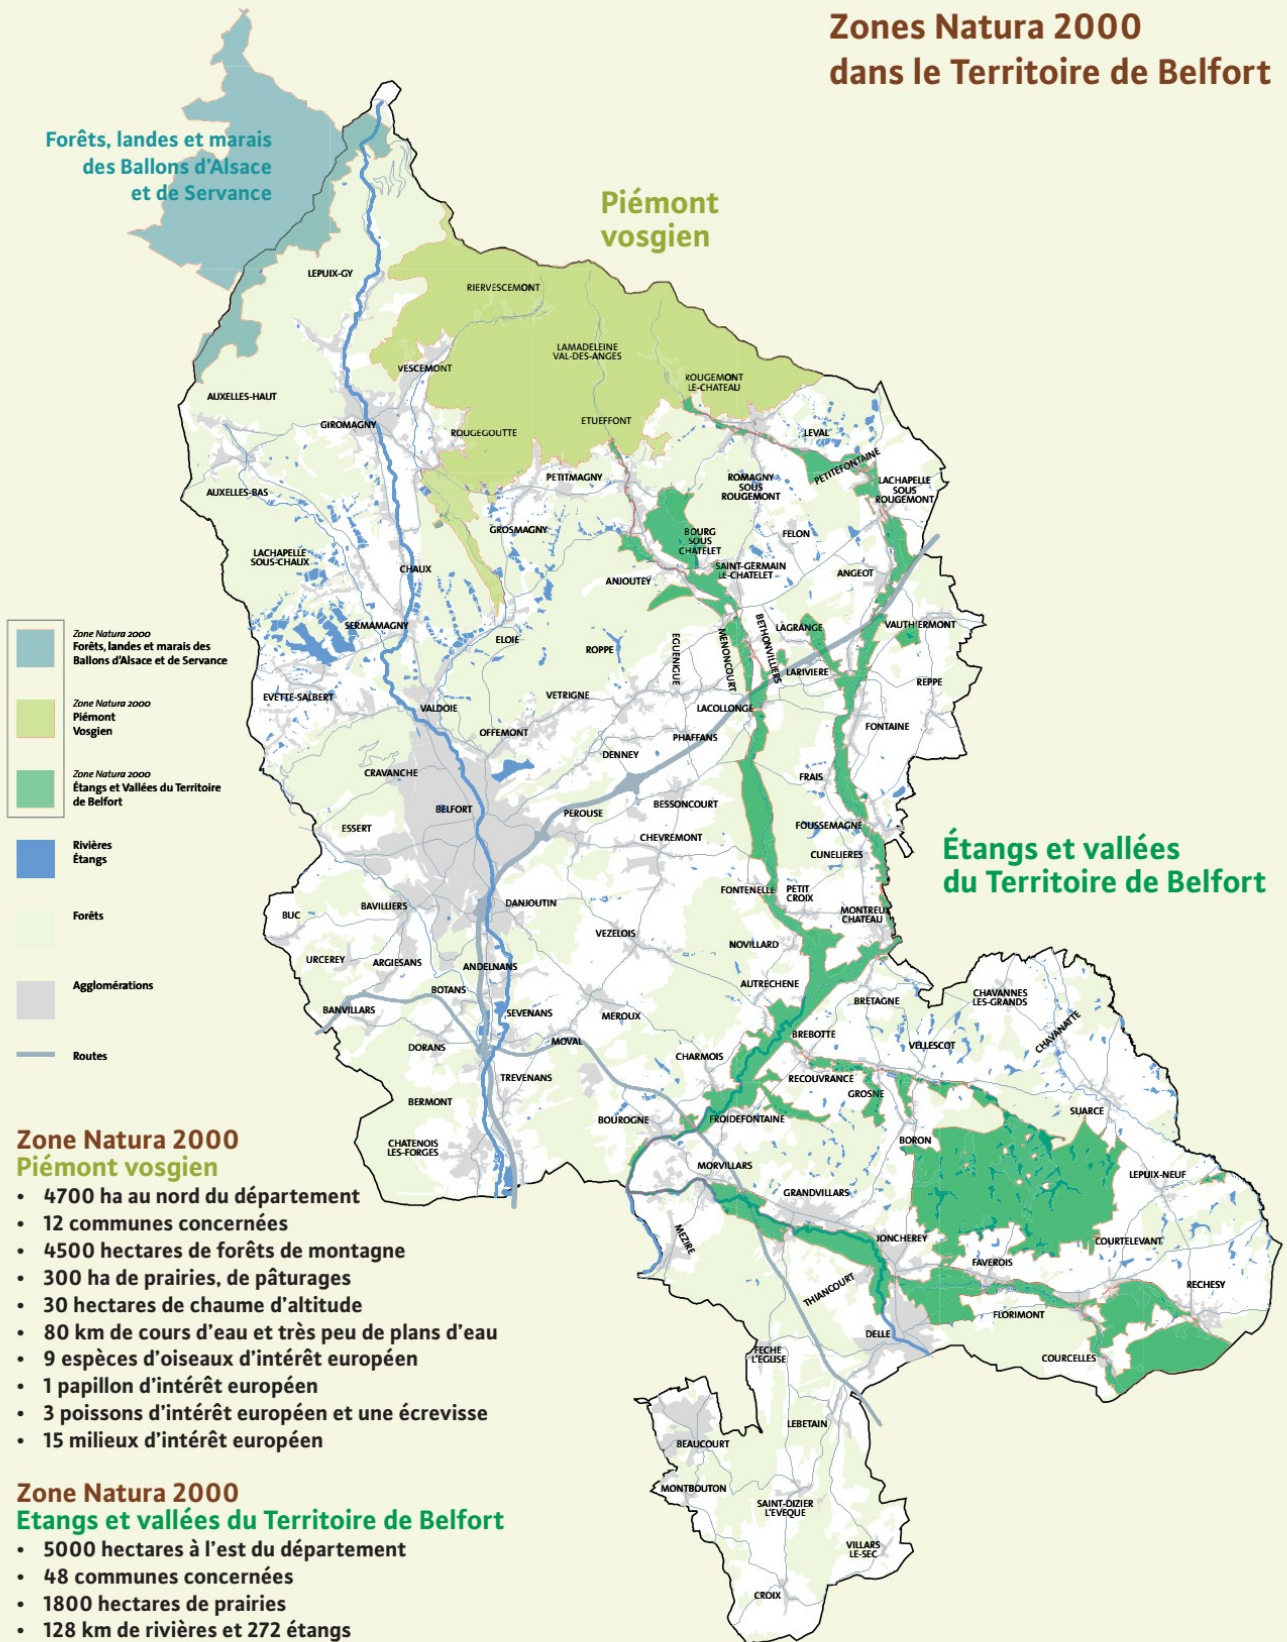 Zones Natura 2000
dans le Territoire de Belfort
Forêts, landes et marais
des Ballons d'Alsace
et de Servance
Piémont
vosgien
LEPUIX-GY
RIERVESCEMONT
LAMADELEINE
VAL-DES-ANGES
VESCEMONT
ROUGEMONT
LE-CHATEAU
AUXELLES-HAUT
GIROMAGNY
ROUGEGOUTTE
ETUEFFONT
LEVAL
PETITEFONTAINE
PETITMAGNY
ROMAGNY
SOUS
ROUGEMONT
LACHAPELLE
SOUS
ROUGEMONT
AUXELLES-BAS
GROSMAGNY
BOURG
SOUS
CHATELET
FELON
LACHAPELLE
SOUS-CHAUX
CHAUX
SAINT-GERMAIN
LE-CHATELET
ANJOUTEY
ANGEOT
SERMAMAGNY
ELOIE
ROPPE
EGUENIGUE
MENONCOURT
BETHONVILLIERS
LAGRANGE
VAUTHIERMONT
LARIVIERE
REPPE
Zone Natura 2000
Forêts, landes et marais des
Ballons d'Alsace et de Servance
Zone Natura 2000
Piémont
Vosgien
Zone Natura 2000
Étangs et Vallées du Territoire
de Belfort
Rivières
Étangs
Forêts
Agglomérations
Routes
EVETTE-SALBERT
VALDOIE
VETRIGNE
LACOLLONGE
OFFEMONT
PHAFFANS
FONTAINE
DENNEY
CRAVANCHE
FRAIS
BELFORT
PEROUSE
BESSONCOURT
ESSERT
CHEVREMONT
FOUSSEMAGNE
CUNELIERES
Étangs et vallées
du Territoire de Belfort
FONTENELLE
PETIT
CROIX
BUC
BAVILLIERS
DANJOUTIN
MONTREUX
CHATEAU
VEZELOIS
NOVILLARD
URCEREY
ARGIESANS
ANDELNANS
BOTANS
AUTRECHENE
BANVILLARS
SEVENANS
MEROUX
BRETAGNE
CHAVANNES
LES-GRANDS
CHAVANATTE
DORANS
MOVAL
BREBOTTE
VELLESCOT
CHARMOIS
TREVENANS
RECOUVRANCE
GROSNE
BERMONT
BOUROGNE
FROIDEFONTAINE
SUARCE
CHATENOIS
LES-FORGES
BORON
MORVILLARS
LEPUIX-NEUF
GRANDVILLARS
MEZIRE
JONCHEREY
COURTELEVANT
FAVEROIS
THIANCOURT
RECHESY
FLORIMONT
DELLE
FECHE
L'EGLISE
COURCELLES
LEBETAIN
BEAUCOURT
MONTBOUTON
SAINT-DIZIER
L'EVEQUE
VILLARS
LE-SEC
CROIX
Zone Natura 2000
Piémont vosgien
• 4700 ha au nord du département
• 12 communes concernées
• 4500 hectares de forêts de montagne
• 300 ha de prairies, de pâturages
• 30 hectares de chaume d'altitude
• 80 km de cours d'eau et très peu de plans d'eau
• 9 espèces d'oiseaux d'intérêt européen
• 1 papillon d'intérêt européen
• 3 poissons d'intérêt européen et une écrevisse
• 15 milieux d'intérêt européen
Zone Natura 2000
Etangs et vallées du Territoire de Belfort
• 5000 hectares à l'est du département
• 48 communes concernées
• 1800 hectares de prairies
• 128 km de rivières et 272 étangs